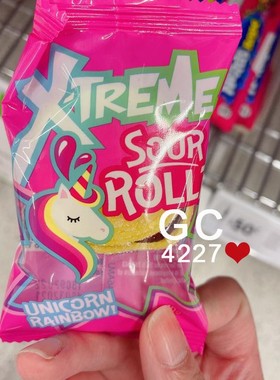 XTREME
SOUR
ROLL
GC
4227❤
UNICORN
RAINBOW!